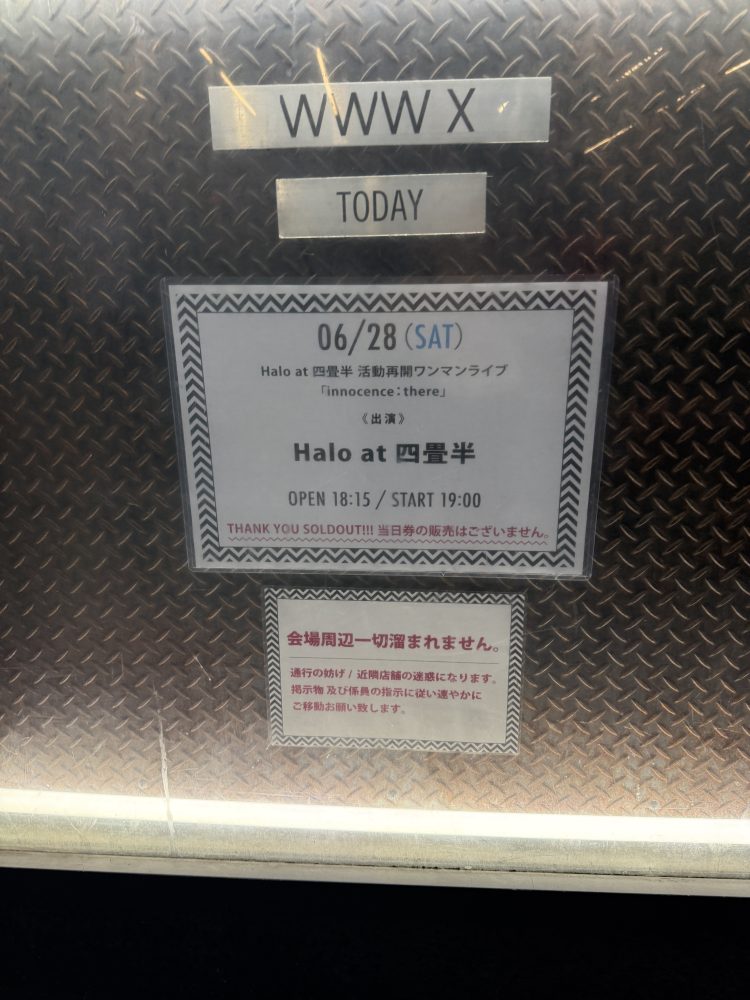 WWW X
TODAY
06/28 (SAT)
Halo at 四畳半 活動再開ワンマンライブ
「innocence:there」
《出演》
Halo at 四畳半
OPEN 18:15 / START 19:00
THANK YOU SOLDOUT!!! 当日券の販売はございません。
会場周辺一切溜まれません。
通行の妨げ / 近隣店舗の迷惑になります。
掲示物 及び係員の指示に従い速やかに
ご移動お願い致します。